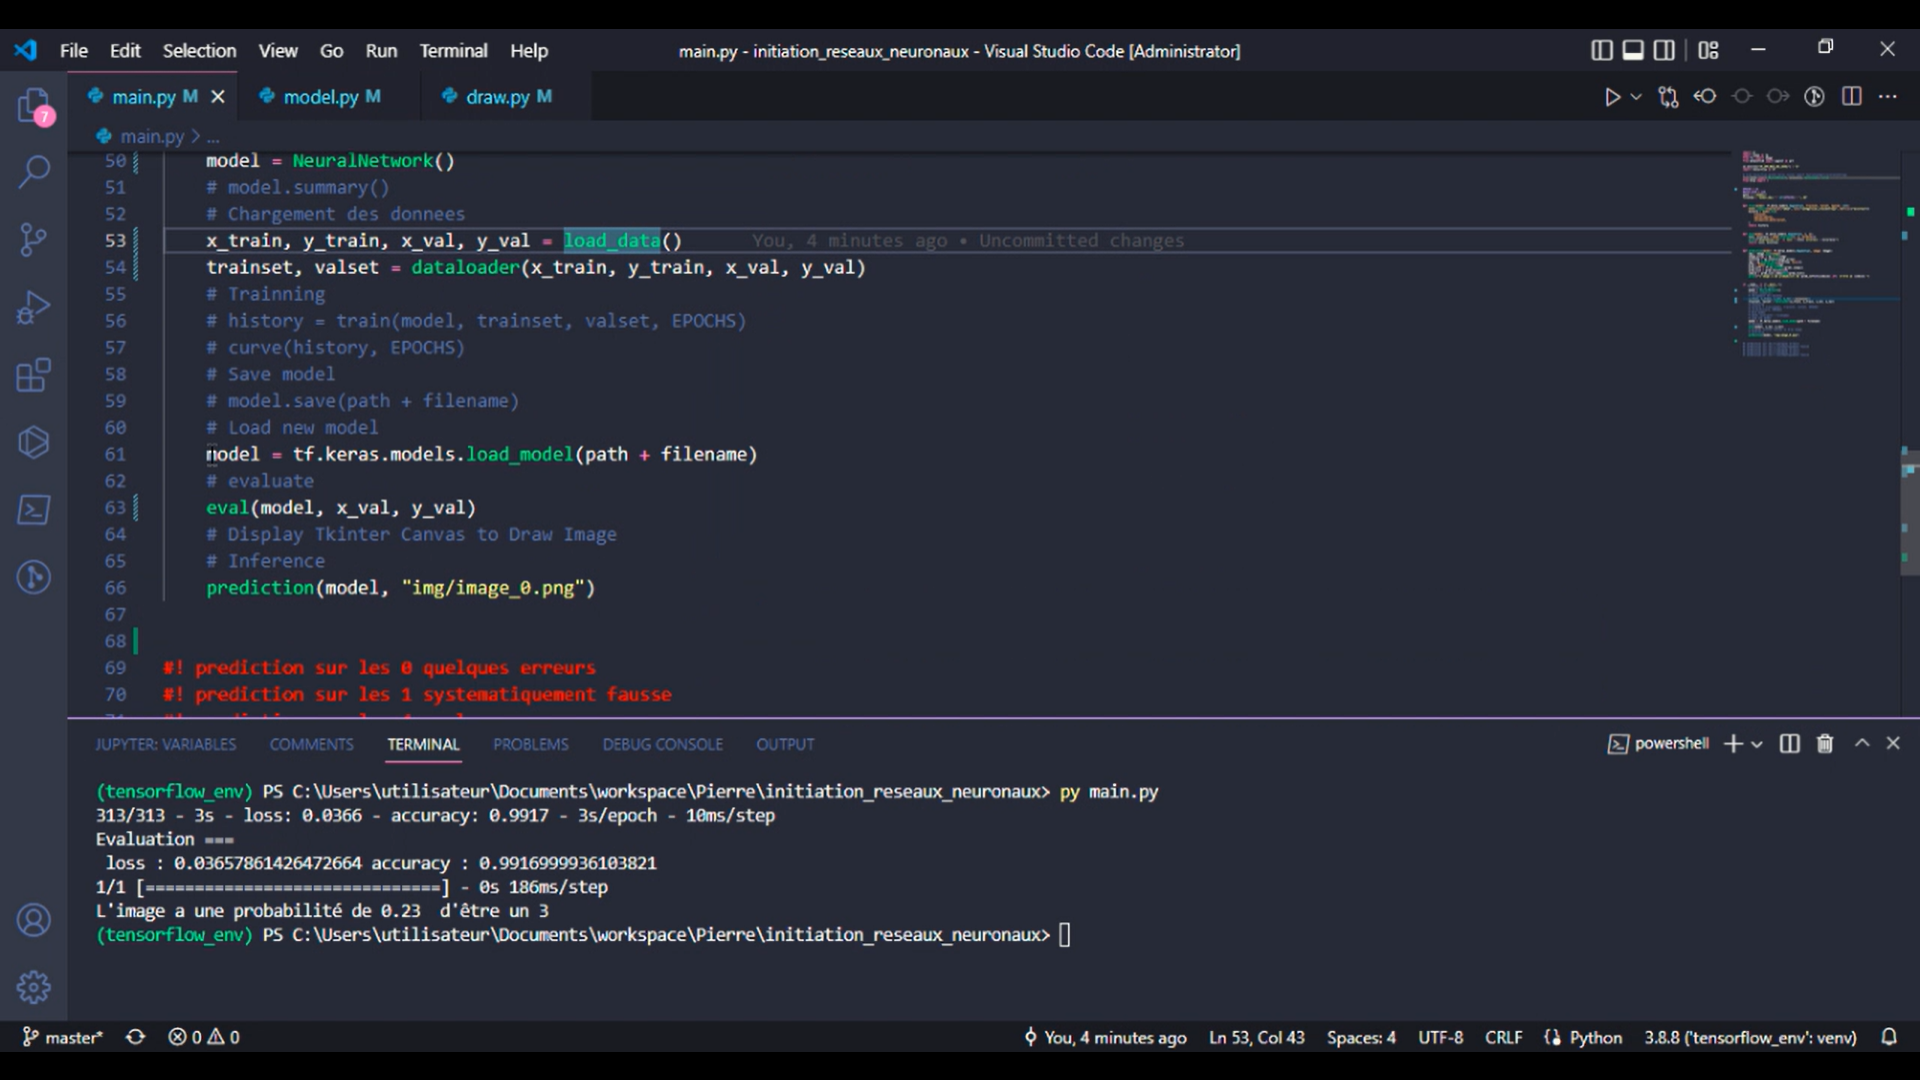 File Edit Selection View Go Run Terminal Help main.py - initiation_reseaux_neuronaux - Visual Studio Code [Administrator]
main.py M model.py M draw.py M
7
main.py > ...
50 model = NeuralNetwork()
51 # model.summary()
52 # Chargement des donnees
53 x_train, y_train, x_val, y_val = load_data() You, 4 minutes ago • Uncommitted changes
54 trainset, valset = dataloader(x_train, y_train, x_val, y_val)
55 # Trainning
56 # history = train(model, trainset, valset, EPOCHS)
57 # curve(history, EPOCHS)
58 # Save model
59 # model.save(path + filename)
60 # Load new model
61 model = tf.keras.models.load_model(path + filename)
62 # evaluate
63 eval(model, x_val, y_val)
64 # Display Tkinter Canvas to Draw Image
65 # Inference
66 prediction(model, "img/image_0.png")
67
68
69 #! prediction sur les 0 quelques erreurs
70 #! prediction sur les 1 systematiquement fausse
JUPYTER: VARIABLES COMMENTS TERMINAL PROBLEMS DEBUG CONSOLE OUTPUT powershell
(tensorflow_env) PS C:\Users\utilisateur\Documents\workspace\Pierre\initiation_reseaux_neuronaux> py main.py
313/313 - 3s - loss: 0.0366 - accuracy: 0.9917 - 3s/epoch - 10ms/step
Evaluation ===
loss : 0.03657861426472664 accuracy : 0.9916999936103821
1/1 [==============================] - 0s 186ms/step
L'image a une probabilité de 0.23  d'être un 3
(tensorflow_env) PS C:\Users\utilisateur\Documents\workspace\Pierre\initiation_reseaux_neuronaux>
master* 0 0 You, 4 minutes ago Ln 53, Col 43 Spaces: 4 UTF-8 CRLF Python 3.8.8 ('tensorflow_env': venv)